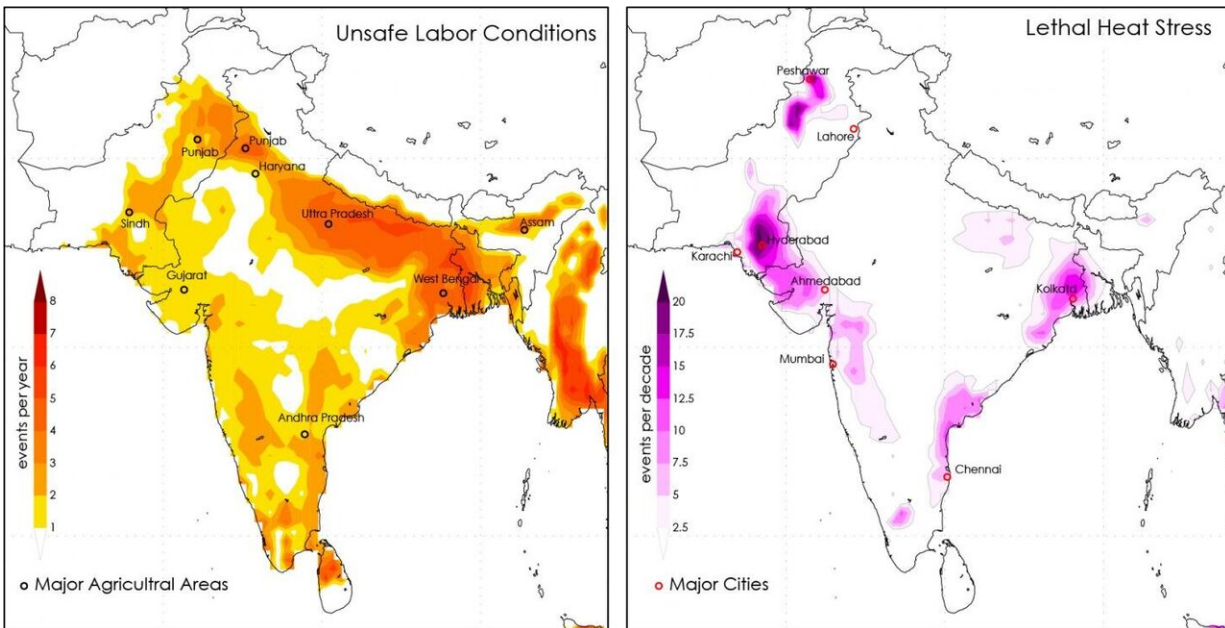 Unsafe Labor Conditions
Punjab
Punjab
Haryana
Sindh
Uttra Pradesh
Assam
Gujarat
West Bengal
Andhra Pradesh
events per year
8
7
6
5
4
3
2
1
Major Agricultral Areas
Lethal Heat Stress
Peshawar
Lahore
Karachi
Hyderabad
Ahmedabad
Kolkata
Mumbai
Chennai
events per decade
20
17.5
15
12.5
10
7.5
5
2.5
Major Cities